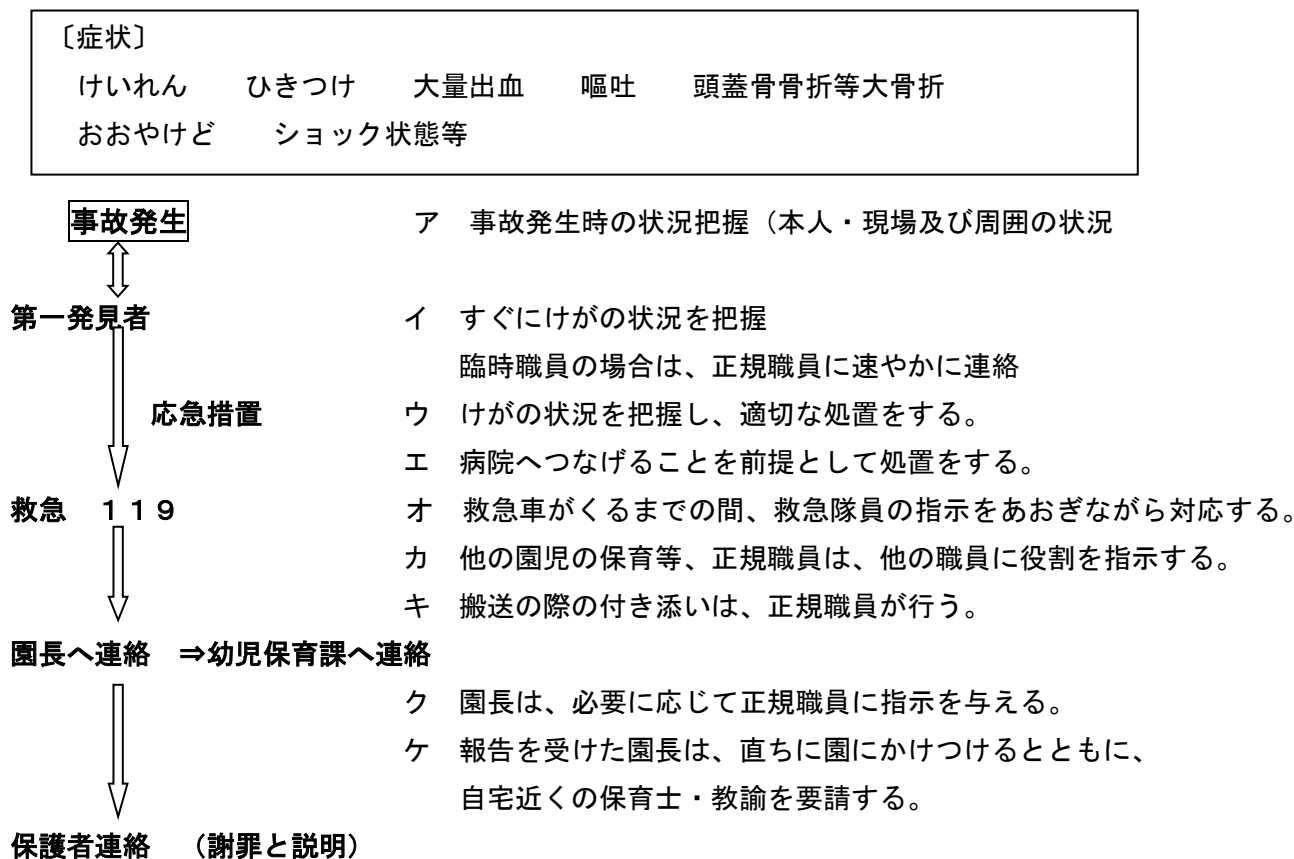 〔症状〕
けいれん　　ひきつけ　　大量出血　　嘔吐　　頭蓋骨骨折等大骨折
おおやけど　　ショック状態等
事故発生　　ア　事故発生時の状況把握（本人・現場及び周囲の状況
第一発見者　　イ　すぐにけがの状況を把握
臨時職員の場合は、正規職員に速やかに連絡
応急措置　　ウ　けがの状況を把握し、適切な処置をする。
エ　病院へつなげることを前提として処置をする。
救急　１１９　　オ　救急車がくるまでの間、救急隊員の指示をあおぎながら対応する。
カ　他の園児の保育等、正規職員は、他の職員に役割を指示する。
キ　搬送の際の付き添いは、正規職員が行う。
園長へ連絡　⇒幼児保育課へ連絡
ク　園長は、必要に応じて正規職員に指示を与える。
ケ　報告を受けた園長は、直ちに園にかけつけるとともに、
自宅近くの保育士・教諭を要請する。
保護者連絡　（謝罪と説明）